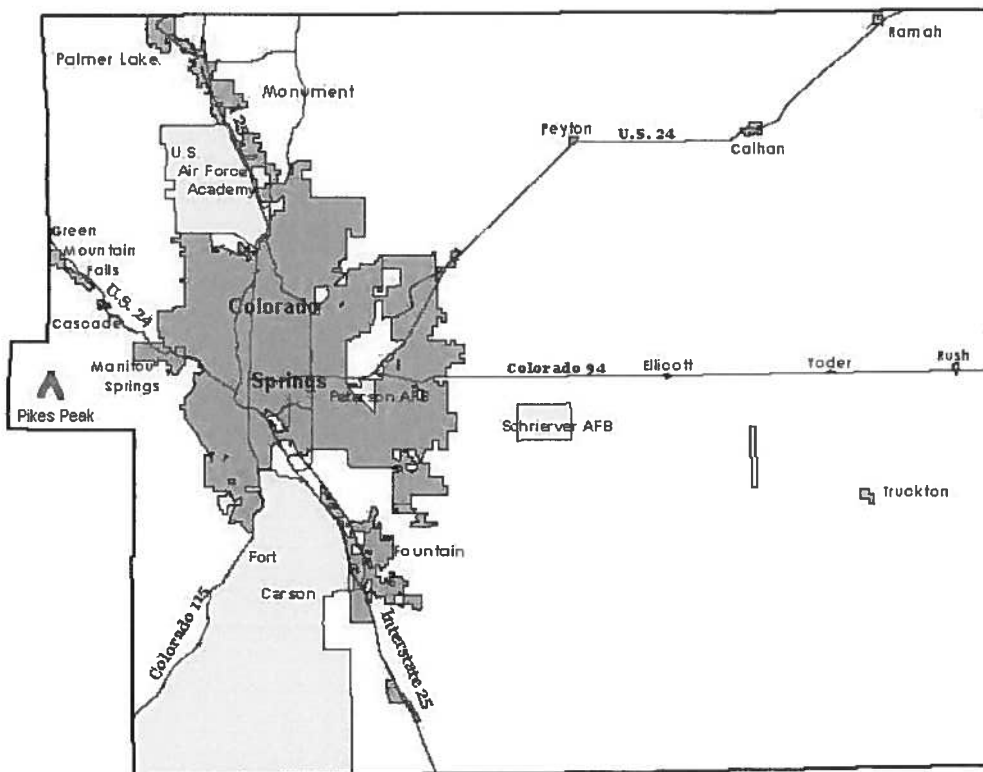 Ramah
Palmer Lake.
Monument
25
Peyton
U.S. 24
Calhan
U.S.
Air Force
Academy
Green
Mountain
Falls
U.S. 24
Cascade
Colorado
Manitou
Springs
Springs
Colorado 94
Ellicott
Yoder
Rush
Pikes Peak
Peterson AFB
Schrierver AFB
Truckton
Fort
Carson
Fountain
Colorado 115
Interstate 25